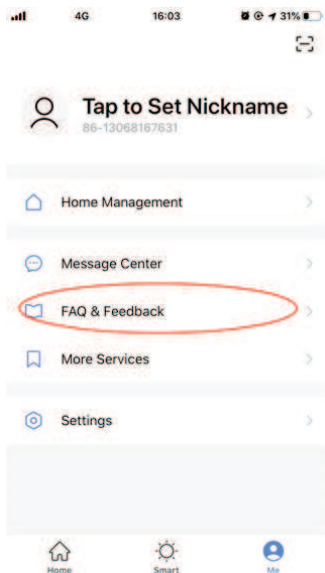 4G 16:03 31%
Tap to Set Nickname
86-13068167631
Home Management
Message Center
FAQ & Feedback
More Services
Settings
Home Smart Me